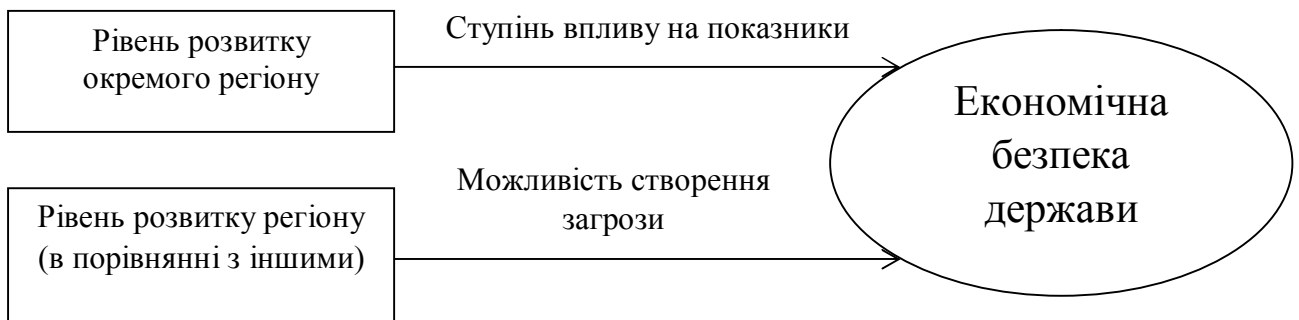 Рівень розвитку
окремого регіону
Ступінь впливу на показники
Рівень розвитку регіону
(в порівнянні з іншими)
Можливість створення
загрози
Економічна
безпека
держави